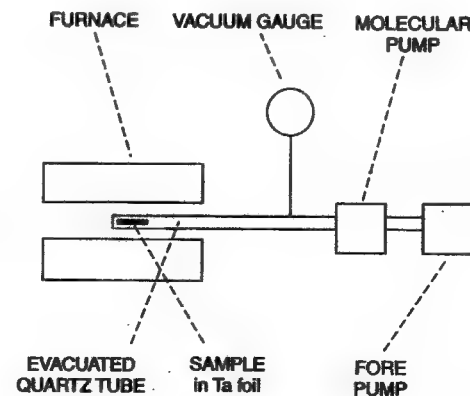 FURNACE
VACUUM GAUGE
MOLECULAR
PUMP
EVACUATED
QUARTZ TUBE
SAMPLE
in Ta foil
FORE
PUMP